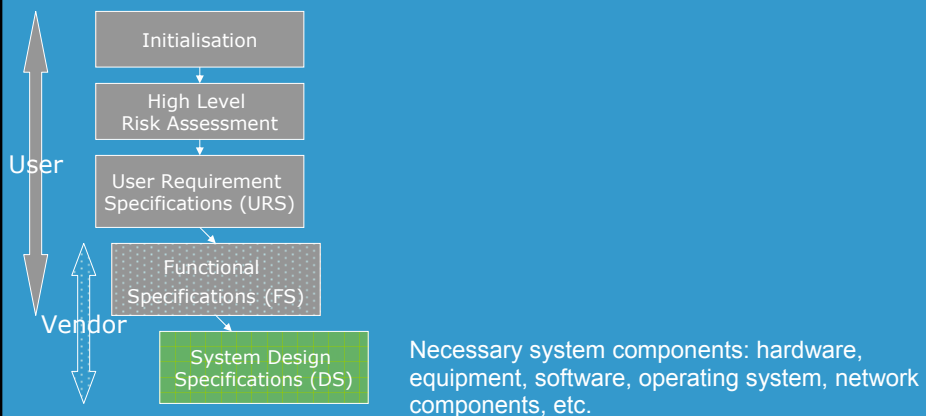 Initialisation
High Level
Risk Assessment
User
User Requirement
Specifications (URS)
Functional
Specifications (FS)
Vendor
System Design
Specifications (DS)
Necessary system components: hardware,
equipment, software, operating system, network
components, etc.